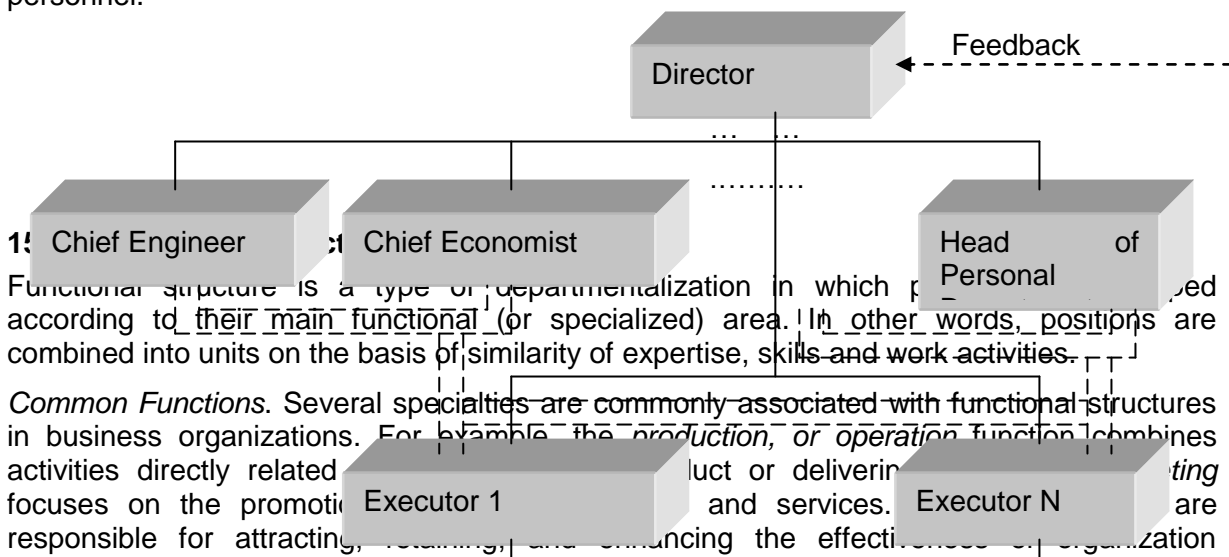 personnel.
Feedback
Director
… …
……….
Chief Engineer
Chief Economist
Head of
Personal
15
Functional structure is a type of departmentalization in which
according to their main functional (or specialized) area. In other words, positions are
combined into units on the basis of similarity of expertise, skills and work activities.
Common Functions. Several specialties are commonly associated with functional structures
in business organizations. For example, the production, or operation function combines
activities directly related
focuses on the and services. are
responsible for attracting, retaining, and enhancing the effectiveness of organization
Executor 1
Executor N